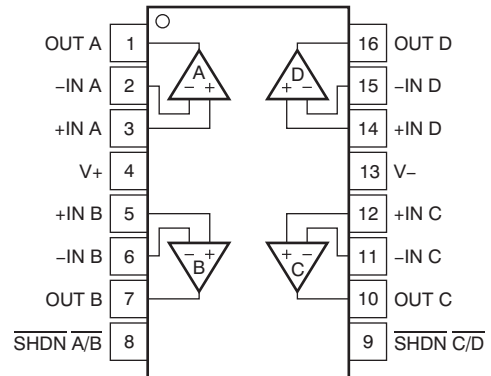 OUT A 1 16 OUT D
−IN A 2 A − + D + − 15 −IN D
+IN A 3 14 +IN D
V+ 4 13 V−
+IN B 5 12 +IN C
−IN B 6 − + B + − C 11 −IN C
OUT B 7 10 OUT C
SHDN A/B 8 9 SHDN C/D